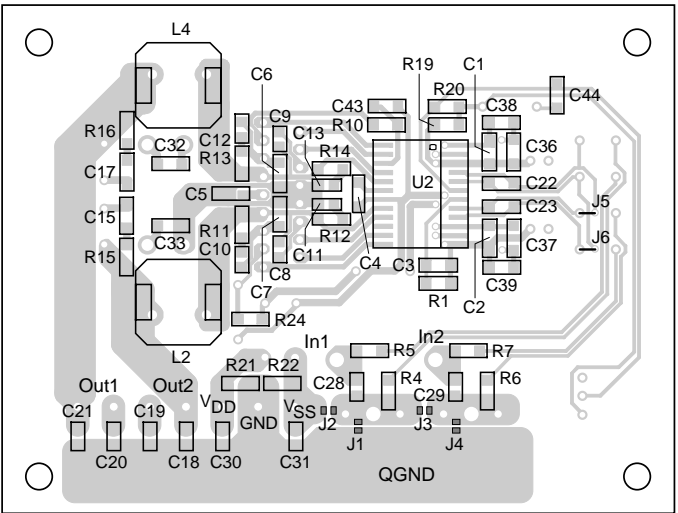 L4
C6
R19
C1
R20
C44
C43
C38
R16
C12
C9
C13
R10
R14
C36
C32
R13
U2
C17
C5
C22
C15
C23
J5
C33
R11
C10
R12
J6
C37
R15
C11
C4
C3
C8
C39
C7
R1
C2
R24
L2
In1
In2
R5
R7
R21
R22
C28
R4
C29
R6
Out1
Out2
VDD
VSS
C21
C19
GND
J2
J3
J1
J4
C20
C18
C30
C31
QGND